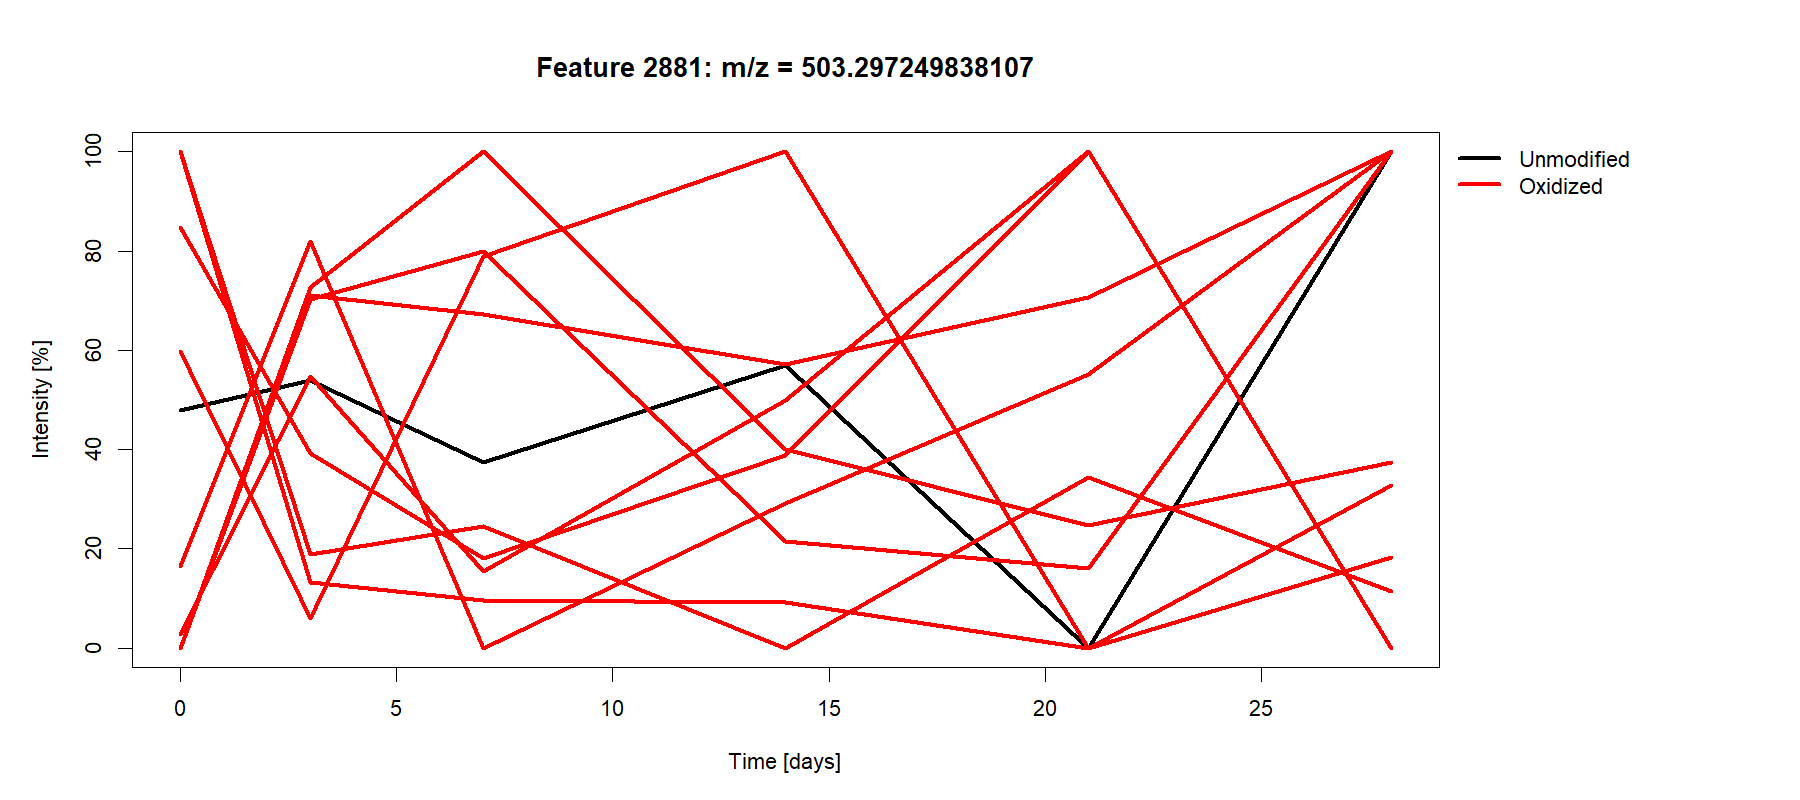 Feature 2881: m/z = 503.297249838107
Unmodified
Oxidized
Intensity [%]
100
80
60
40
20
0
0 5 10 15 20 25
Time [days]